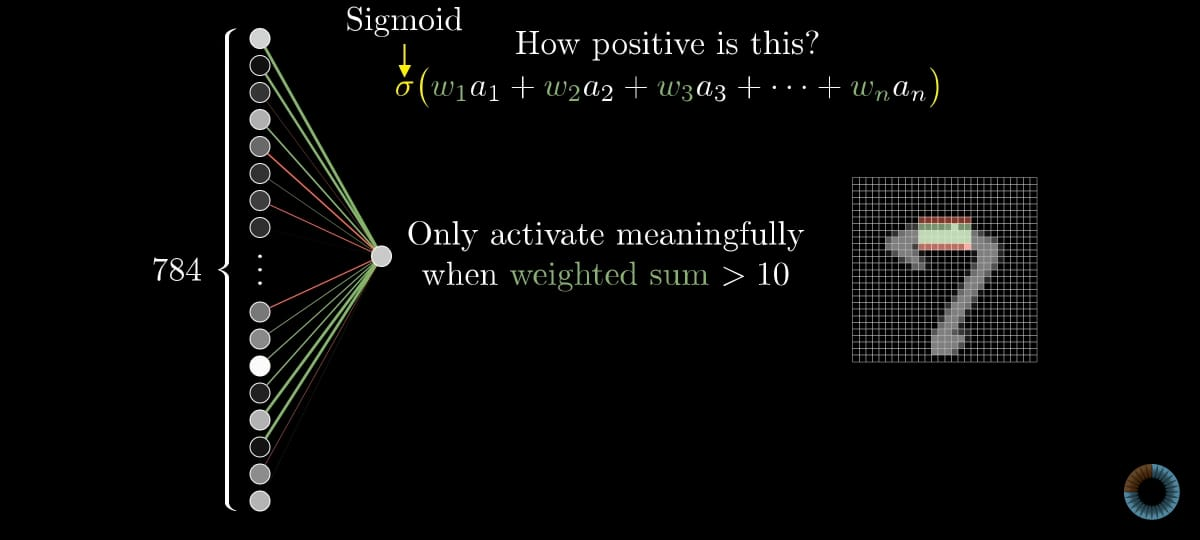 Sigmoid
How positive is this?
σ(w₁a₁ + w₂a₂ + w₃a₃ + ⋯ + wₙaₙ)
Only activate meaningfully
when weighted sum > 10
784